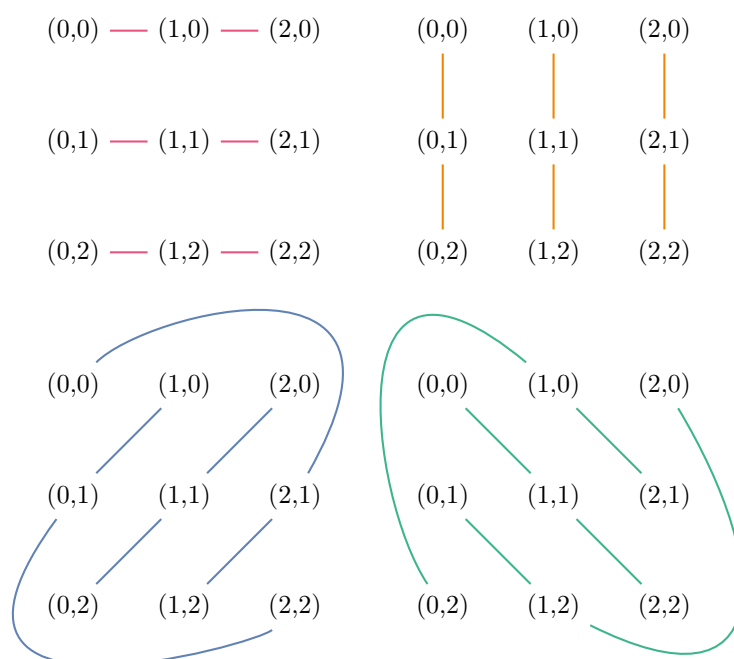 (0,0) (1,0) (2,0) (0,0) (1,0) (2,0)
(0,1) (1,1) (2,1) (0,1) (1,1) (2,1)
(0,2) (1,2) (2,2) (0,2) (1,2) (2,2)
(0,0) (1,0) (2,0) (0,0) (1,0) (2,0)
(0,1) (1,1) (2,1) (0,1) (1,1) (2,1)
(0,2) (1,2) (2,2) (0,2) (1,2) (2,2)